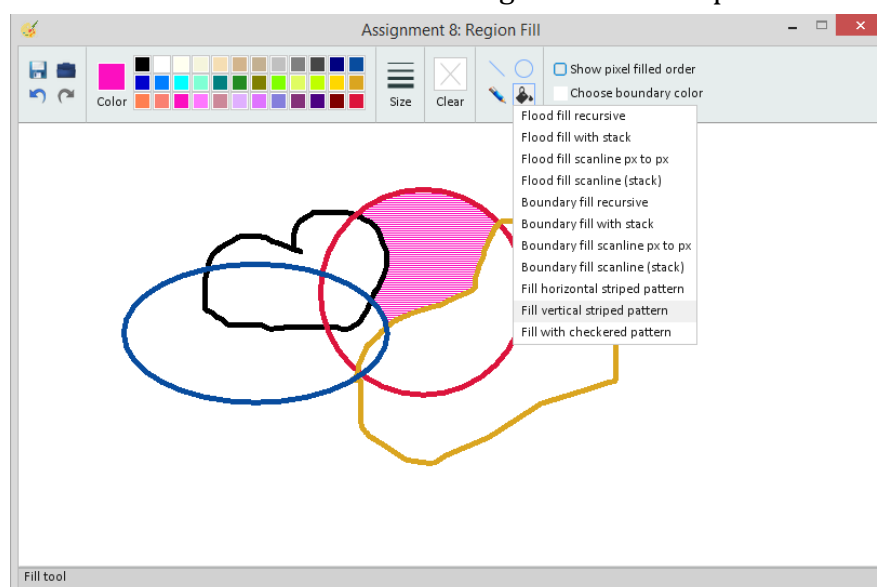 Assignment 8: Region Fill
Show pixel filled order
Choose boundary color
Color
Size
Clear
Flood fill recursive
Flood fill with stack
Flood fill scanline px to px
Flood fill scanline (stack)
Boundary fill recursive
Boundary fill with stack
Boundary fill scanline px to px
Boundary fill scanline (stack)
Fill horizontal striped pattern
Fill vertical striped pattern
Fill with checkered pattern
Fill tool